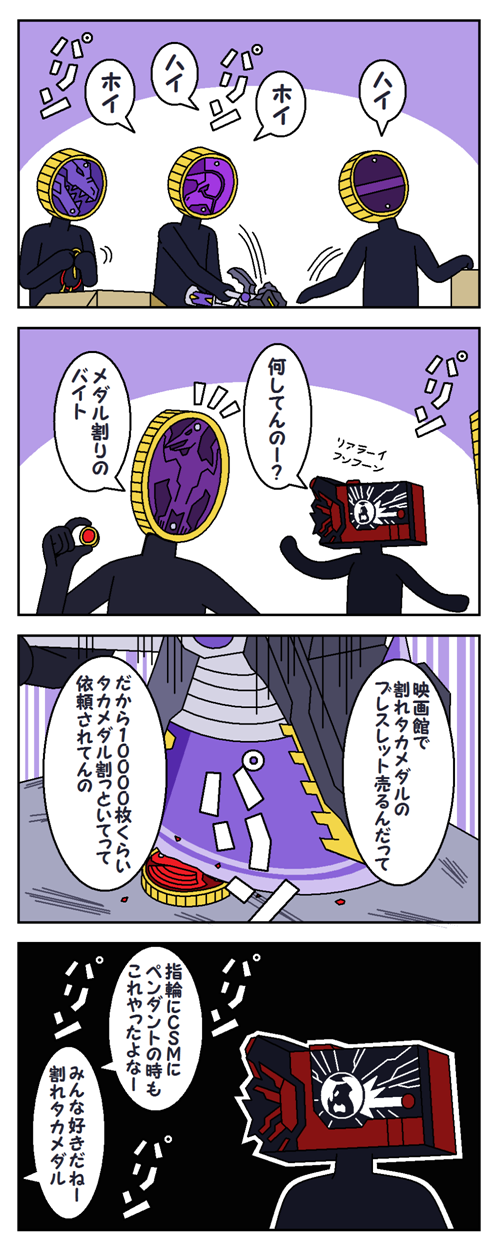 ハイ
ホイ
パリン
ハイ
ホイ
パリン
パリン
何してんのー?
リアラーイ
フンフーン
メダル割りの
バイト
映画館で
割れタカメダルの
ブレスレット売るんだって
パリン
だから10000枚くらい
タカメダル割っといてって
依頼されてんの
パリン
指輪にCSMに
ペンダントの時も
これやったよなー
パリン
みんな好きだねー
割れタカメダル
パリン